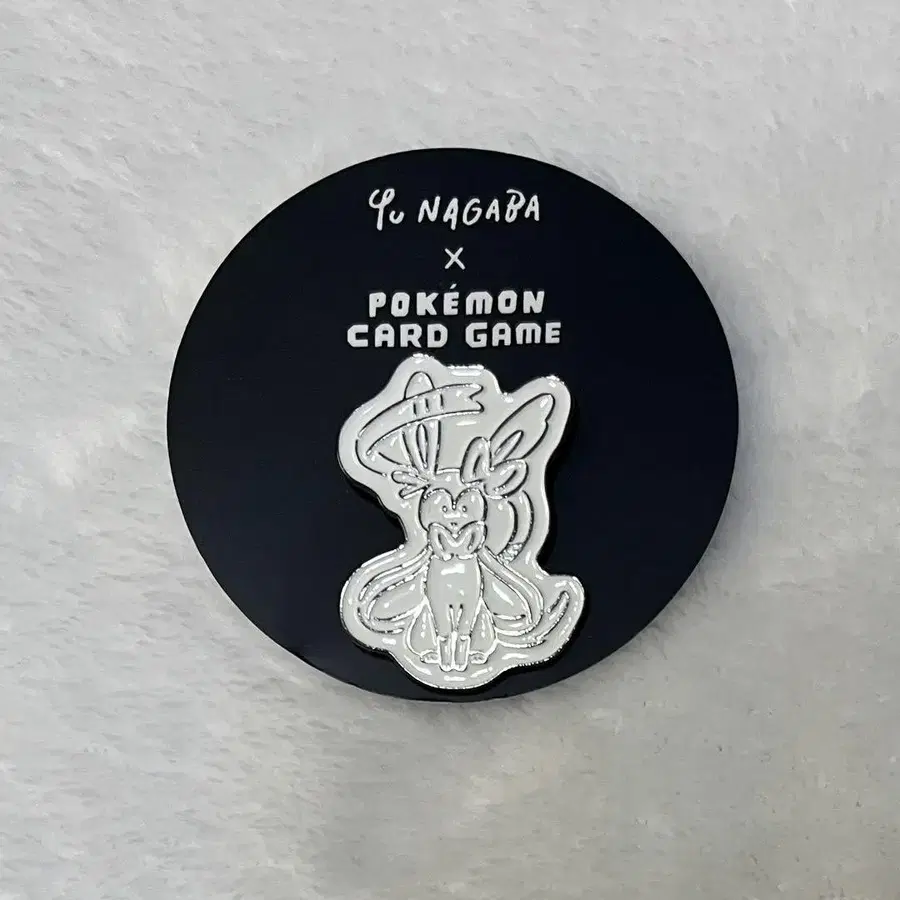 Yu NAGABA
×
POKÉMON
CARD GAME